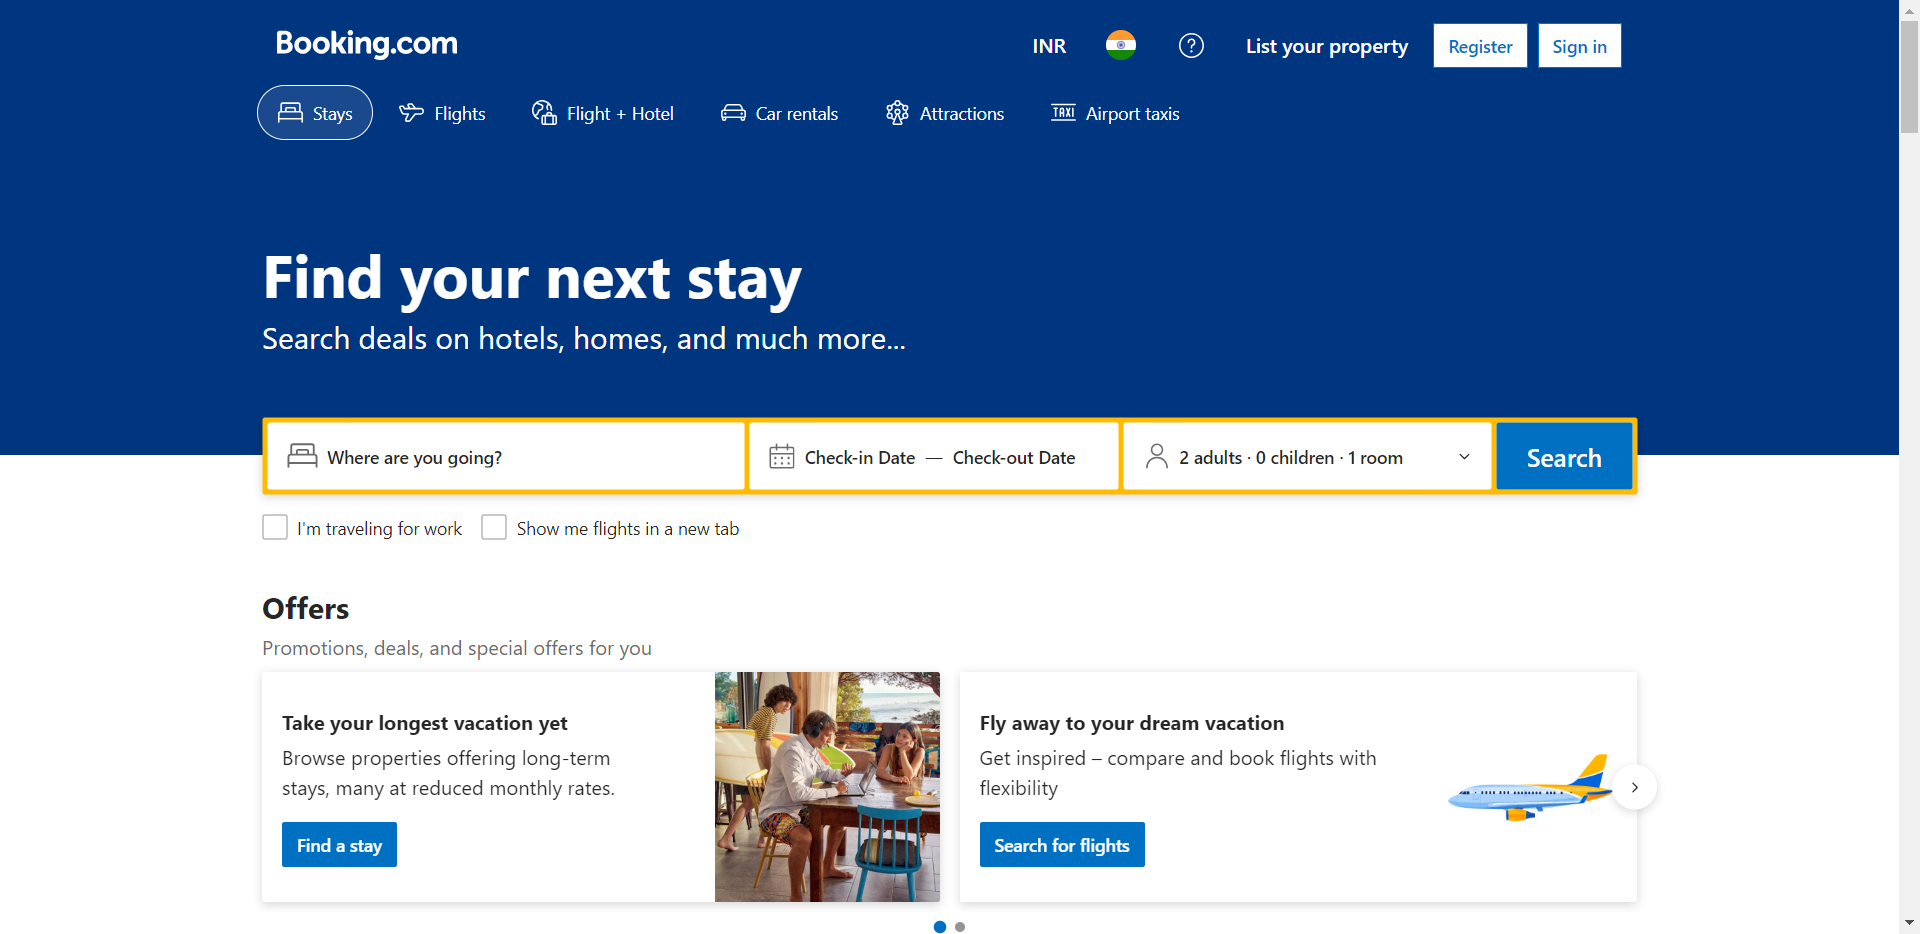 Booking.com
INR
List your property
Register
Sign in
Stays
Flights
Flight + Hotel
Car rentals
Attractions
TAXI
Airport taxis
Find your next stay
Search deals on hotels, homes, and much more...
Where are you going?
Check-in Date — Check-out Date
2 adults · 0 children · 1 room
Search
I'm traveling for work
Show me flights in a new tab
Offers
Promotions, deals, and special offers for you
Take your longest vacation yet
Browse properties offering long-term
stays, many at reduced monthly rates.
Find a stay
Fly away to your dream vacation
Get inspired – compare and book flights with
flexibility
Search for flights